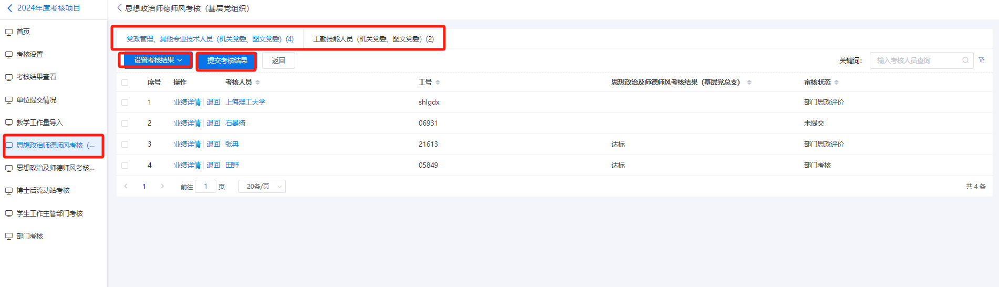 2024年度考核项目
思想政治师德师风考核（基层党组织）
首页
考核设置
考核结果查看
单位提交情况
教学工作量导入
思想政治师德师风考核（...
思想政治及师德师风考核...
博士后流动站考核
学生工作主管部门考核
部门考核
党政管理、其他专业技术人员（机关党委、图文党委）(4) 工勤技能人员（机关党委、图文党委）(2)
设置考核结果 提交考核结果 返回 关键词： 输入考核人员查询
序号 操作 考核人员 工号 思想政治及师德师风考核结果（基层党总支） 审核状态
1 业绩详情 退回 上海理工大学 shlgdx 部门思政评价
2 业绩详情 退回 石晏绮 06931 未提交
3 业绩详情 退回 张冉 21613 达标 部门思政评价
4 业绩详情 退回 田野 05849 达标 部门考核
1 前往 1 页 20条/页 共 4 条